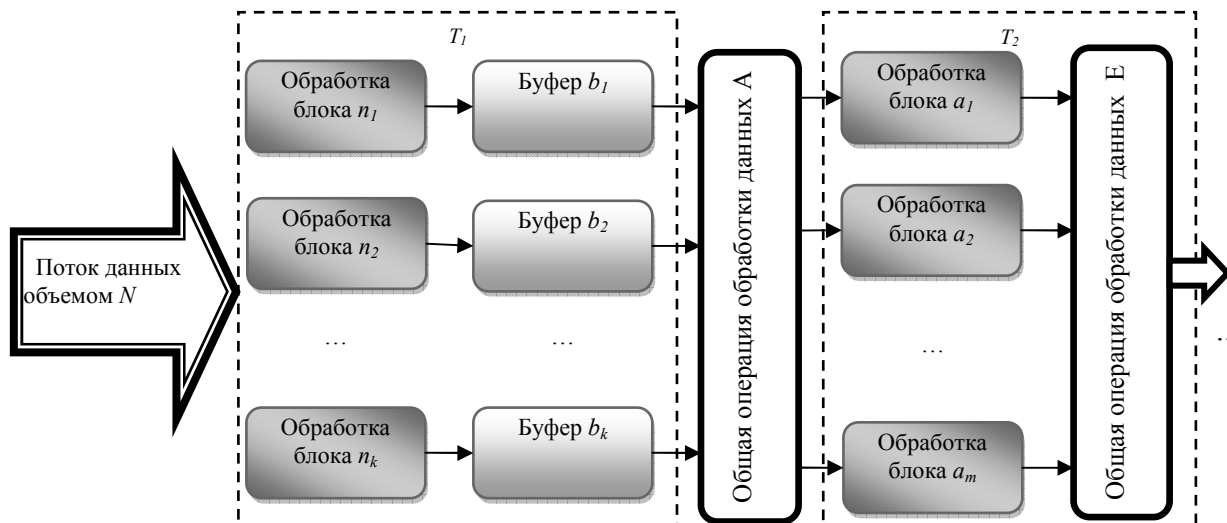 T1
T2
Обработка
блока n1
Буфер b1
Обработка
блока a1
Обработка
блока n2
Буфер b2
Обработка
блока a2
Поток данных
объемом N
...
...
...
...
Обработка
блока nk
Буфер bk
Обработка
блока am
Общая операция обработки данных А
Общая операция обработки данных Е